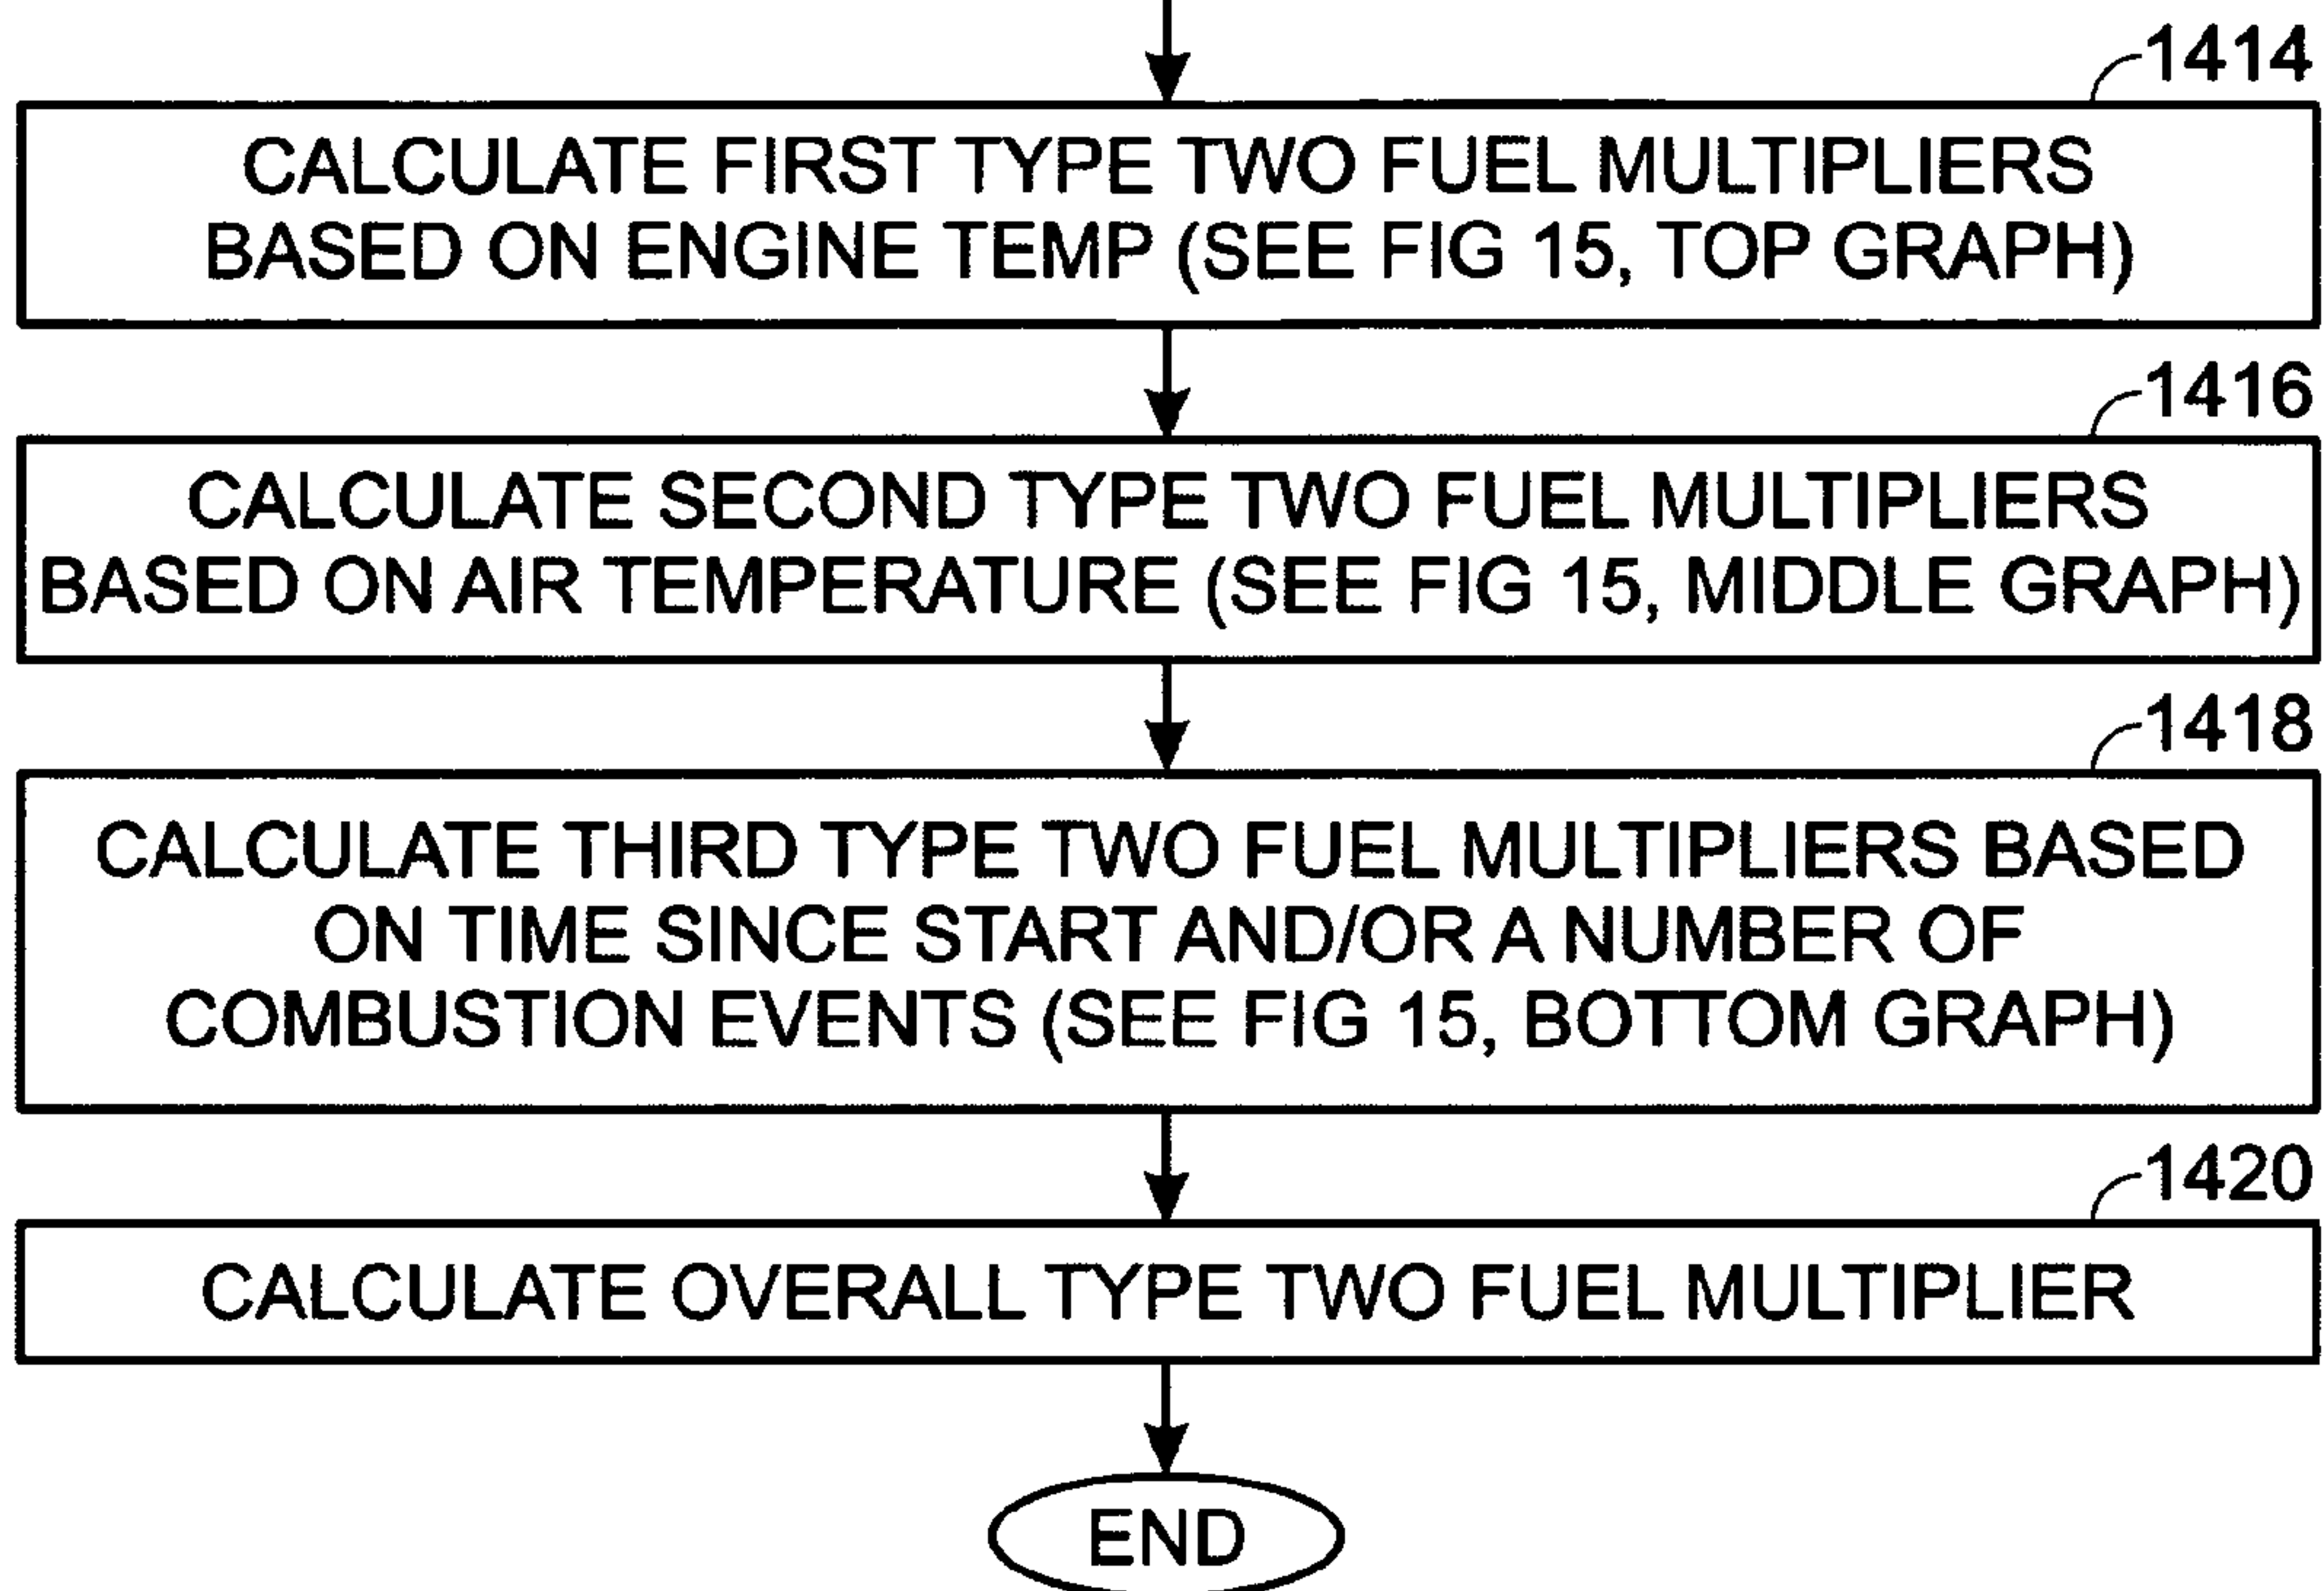 1414
CALCULATE FIRST TYPE TWO FUEL MULTIPLIERS
BASED ON ENGINE TEMP (SEE FIG 15, TOP GRAPH)
1416
CALCULATE SECOND TYPE TWO FUEL MULTIPLIERS
BASED ON AIR TEMPERATURE (SEE FIG 15, MIDDLE GRAPH)
1418
CALCULATE THIRD TYPE TWO FUEL MULTIPLIERS BASED
ON TIME SINCE START AND/OR A NUMBER OF
COMBUSTION EVENTS (SEE FIG 15, BOTTOM GRAPH)
1420
CALCULATE OVERALL TYPE TWO FUEL MULTIPLIER
END